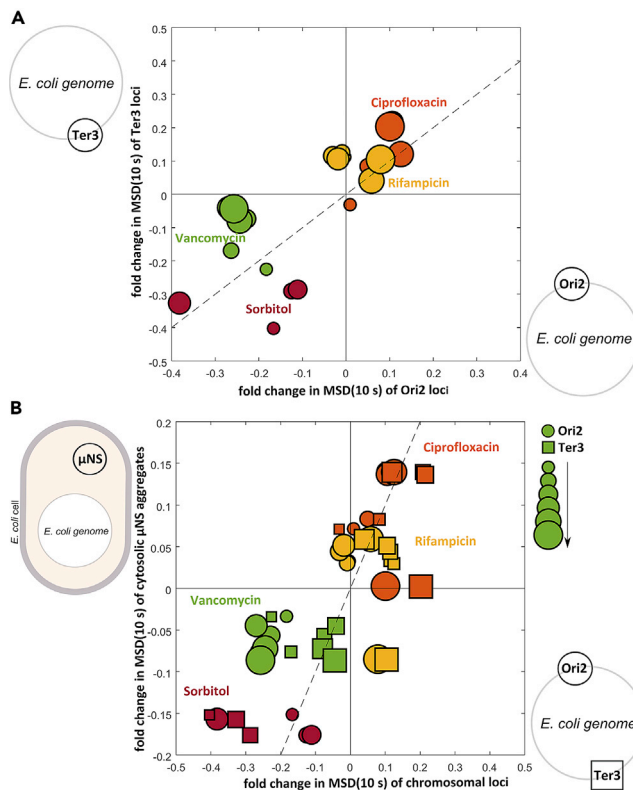 A
E. coli genome
Ter3
fold change in MSD(10 s) of Ter3 loci
0.5
0.4
0.3
0.2
0.1
0
-0.1
-0.2
-0.3
-0.4
-0.5
Ciprofloxacin
Rifampicin
Vancomycin
Sorbitol
-0.4 -0.3 -0.2 -0.1 0 0.1 0.2 0.3 0.4
fold change in MSD(10 s) of Ori2 loci
Ori2
E. coli genome
B
E. coli cell
μNS
E. coli genome
fold change in MSD(10 s) of cytosolic μNS aggregates
0.2
0.15
0.1
0.05
0
-0.05
-0.1
-0.15
-0.2
Ciprofloxacin
Rifampicin
Vancomycin
Sorbitol
-0.5 -0.4 -0.3 -0.2 -0.1 0 0.1 0.2 0.3 0.4 0.5
fold change in MSD(10 s) of chromosomal loci
Ori2
Ter3
Ori2
E. coli genome
Ter3